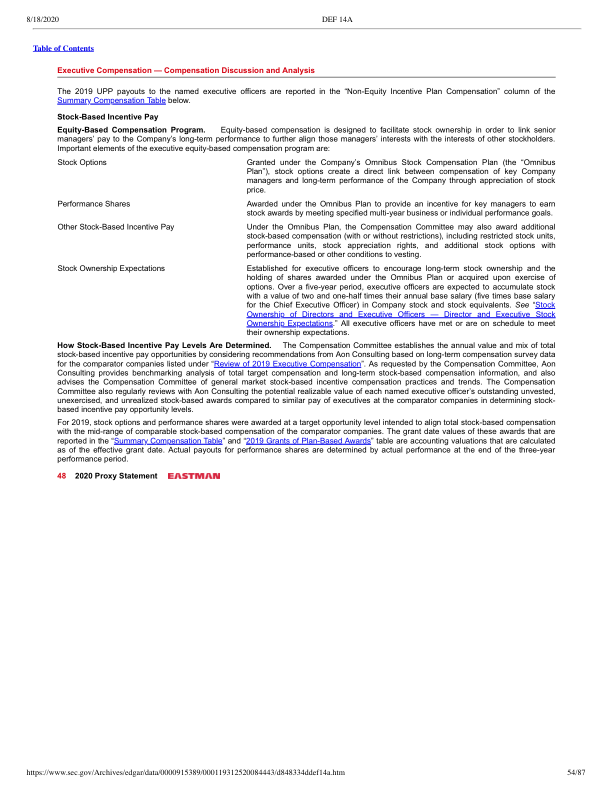 8/18/2020
DEF 14A
Table of Contents
Executive Compensation — Compensation Discussion and Analysis
The 2019 UPP payouts to the named executive officers are reported in the “Non-Equity Incentive Plan Compensation” column of the
Summary Compensation Table below.
Stock-Based Incentive Pay
Equity-Based Compensation Program. Equity-based compensation is designed to facilitate stock ownership in order to link senior
managers’ pay to the Company’s long-term performance to further align those managers’ interests with the interests of other stockholders.
Important elements of the executive equity-based compensation program are:
Stock Options
Granted under the Company’s Omnibus Stock Compensation Plan (the “Omnibus
Plan”), stock options create a direct link between compensation of key Company
managers and long-term performance of the Company through appreciation of stock
price.
Performance Shares
Awarded under the Omnibus Plan to provide an incentive for key managers to earn
stock awards by meeting specified multi-year business or individual performance goals.
Other Stock-Based Incentive Pay
Under the Omnibus Plan, the Compensation Committee may also award additional
stock-based compensation (with or without restrictions), including restricted stock units,
performance units, stock appreciation rights, and additional stock options with
performance-based or other conditions to vesting.
Stock Ownership Expectations
Established for executive officers to encourage long-term stock ownership and the
holding of shares awarded under the Omnibus Plan or acquired upon exercise of
options. Over a five-year period, executive officers are expected to accumulate stock
with a value of two and one-half times their annual base salary (five times base salary
for the Chief Executive Officer) in Company stock and stock equivalents. See “Stock
Ownership of Directors and Executive Officers — Director and Executive Stock
Ownership Expectations.” All executive officers have met or are on schedule to meet
their ownership expectations.
How Stock-Based Incentive Pay Levels Are Determined. The Compensation Committee establishes the annual value and mix of total
stock-based incentive pay opportunities by considering recommendations from Aon Consulting based on long-term compensation survey data
for the comparator companies listed under “Review of 2019 Executive Compensation”. As requested by the Compensation Committee, Aon
Consulting provides benchmarking analysis of total target compensation and long-term stock-based compensation information, and also
advises the Compensation Committee of general market stock-based incentive compensation practices and trends. The Compensation
Committee also regularly reviews with Aon Consulting the potential realizable value of each named executive officer’s outstanding unvested,
unexercised, and unrealized stock-based awards compared to similar pay of executives at the comparator companies in determining stock-
based incentive pay opportunity levels.
For 2019, stock options and performance shares were awarded at a target opportunity level intended to align total stock-based compensation
with the mid-range of comparable stock-based compensation of the comparator companies. The grant date values of these awards that are
reported in the “Summary Compensation Table” and “2019 Grants of Plan-Based Awards” table are accounting valuations that are calculated
as of the effective grant date. Actual payouts for performance shares are determined by actual performance at the end of the three-year
performance period.
48 2020 Proxy Statement EASTMAN
https://www.sec.gov/Archives/edgar/data/0000915389/000119312520084443/d848334ddef14a.htm
54/87